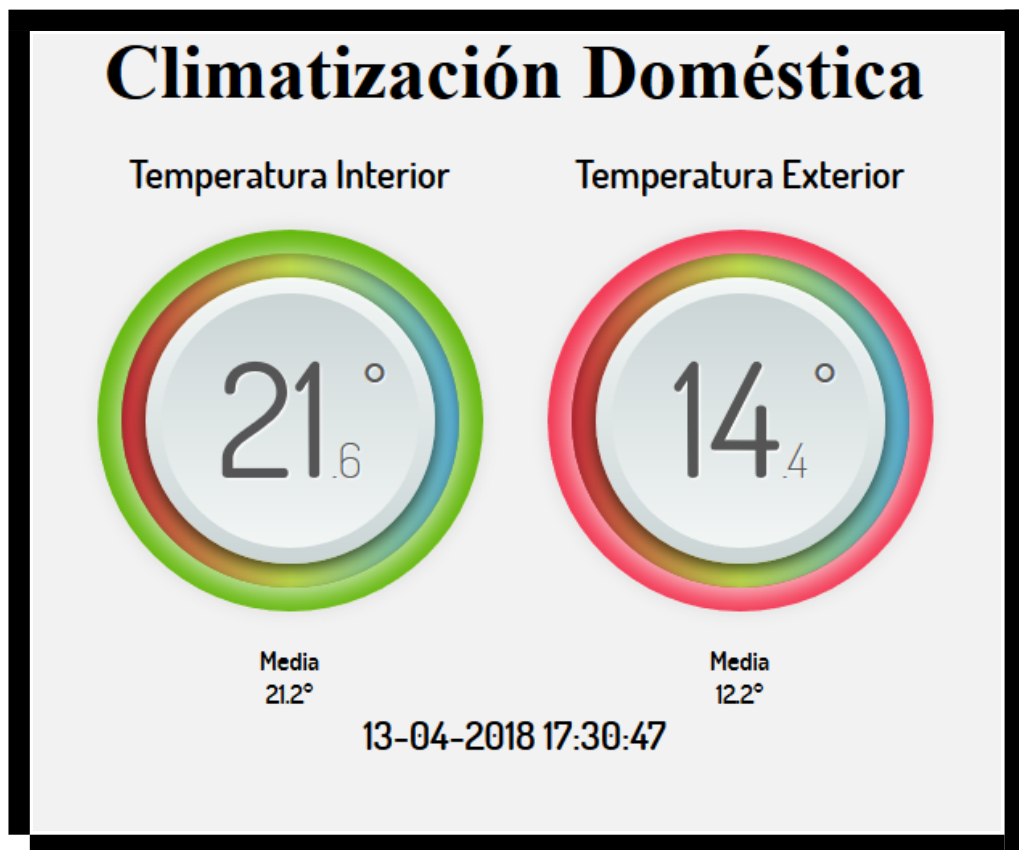 Climatización Doméstica
Temperatura Interior
Temperatura Exterior
21.6°
14.4°
Media
21.2°
Media
12.2°
13-04-2018 17:30:47